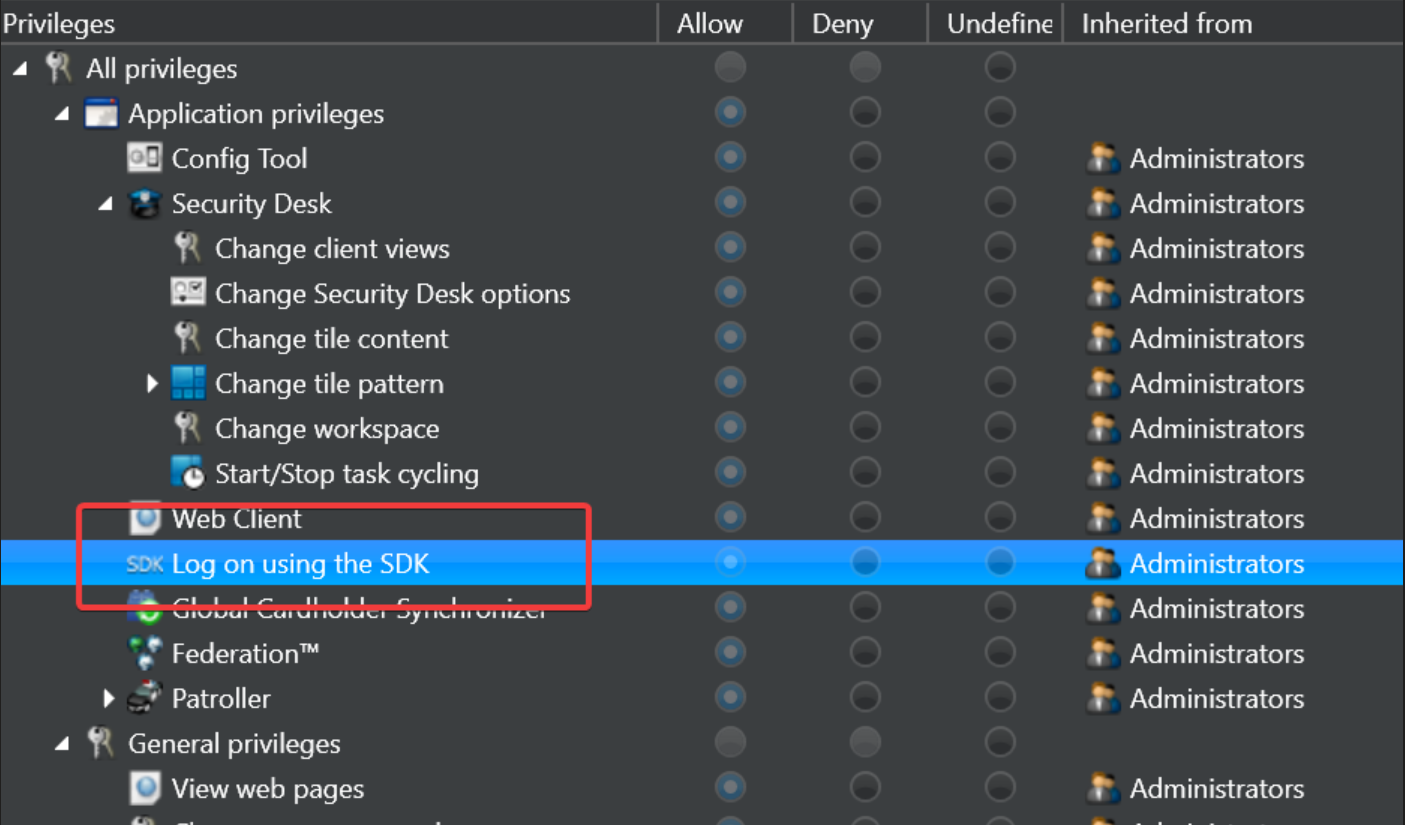 Privileges Allow Deny Undefine Inherited from
All privileges
Application privileges
Config Tool Administrators
Security Desk Administrators
Change client views Administrators
Change Security Desk options Administrators
Change tile content Administrators
Change tile pattern Administrators
Change workspace Administrators
Start/Stop task cycling Administrators
Web Client Administrators
SDK Log on using the SDK Administrators
Global Cardholder Synchronizer Administrators
Federation™ Administrators
Patroller Administrators
General privileges
View web pages Administrators